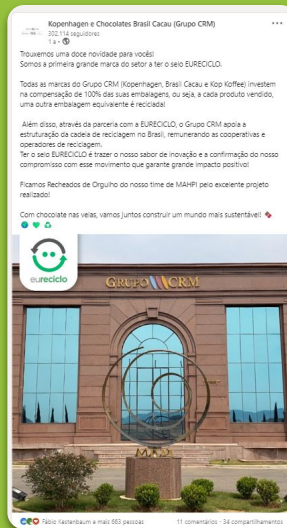 Kopenhagen e Chocolates Brasil Cacau (Grupo CRM)
302.114 seguidores
1 a •
Trouxemos uma doce novidade para vocês!
Somos a primeira grande marca do setor a ter o selo EURECICLO.
Todas as marcas do Grupo CRM (Kopenhagen, Brasil Cacau e Kop Koffee) investem
na compensação de 100% das suas embalagens, ou seja, a cada produto vendido,
uma outra embalagem equivalente é reciclada!
Além disso, através da parceria com a EURECICLO, o Grupo CRM apoia a
estruturação da cadeia de reciclagem no Brasil, remunerando as cooperativas e
operadores de reciclagem.
Ter o selo EURECICLO é trazer o nosso sabor de inovação e a confirmação do nosso
compromisso com esse movimento que garante grande impacto positivo!
Ficamos Recheados de Orgulho do nosso time de MAHPI pelo excelente projeto
realizado!
Com chocolate nas veias, vamos juntos construir um mundo mais sustentável!
eureciclo
GRUPO CRM
Fábio Kestenbaum e mais 663 pessoas
11 comentários • 34 compartilhamentos